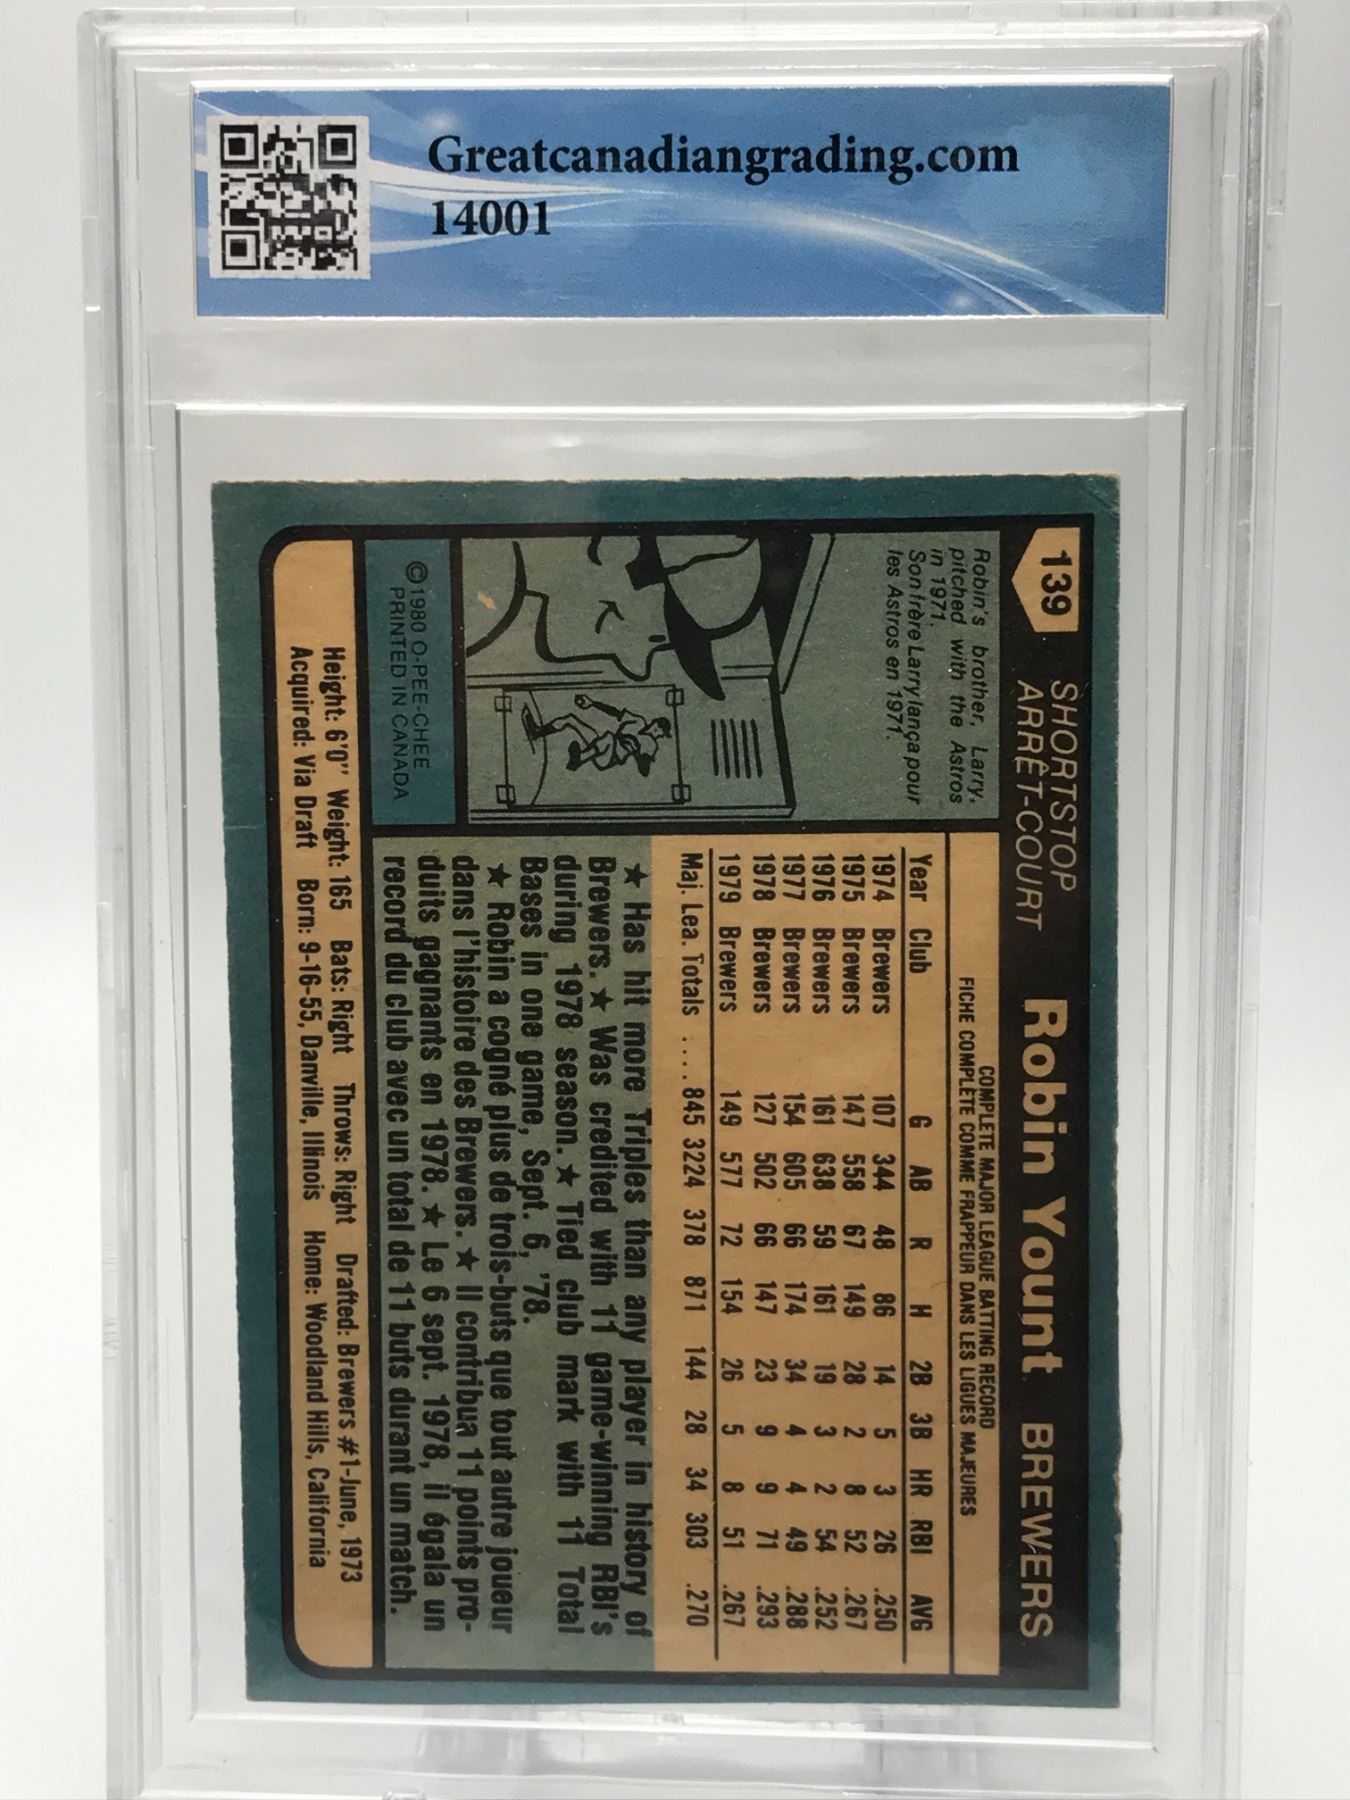 Greatcanadiangrading.com
14001
139
SHORTSTOP
ARRÊT-COURT
Robin Yount
BREWERS
Robin's brother, Larry,
pitched with the Astros
in 1971.
Son frère Larry lança pour
les Astros en 1971.
©1980 O-PEE-CHEE
PRINTED IN CANADA
COMPLETE MAJOR LEAGUE BATTING RECORD
FICHE COMPLÈTE COMME FRAPPEUR DANS LES LIGUES MAJEURES
Year Club G AB R H 2B 3B HR RBI AVG
1974 Brewers 107 344 48 86 14 5 3 26 .250
1975 Brewers 147 558 67 149 28 2 8 52 .267
1976 Brewers 161 638 59 161 19 3 2 54 .252
1977 Brewers 154 605 66 174 34 4 4 49 .288
1978 Brewers 127 502 66 147 23 9 9 71 .293
1979 Brewers 149 577 72 154 26 5 8 51 .267
Maj. Lea. Totals .... 845 3224 378 871 144 28 34 303 .270
★ Has hit more Triples than any player in history of
Brewers. ★ Was credited with 11 game-winning RBI's
during 1978 season. ★ Tied club mark with 11 Total
Bases in one game, Sept. 6, '78.
★ Robin a cogné plus de trois-buts que tout autre joueur
dans l'histoire des Brewers. ★ Il contribua 11 points pro-
duits gagnants en 1978. ★ Le 6 sept. 1978, il égala un
record du club avec un total de 11 buts durant un match.
Height: 6'0" Weight: 165 Bats: Right Throws: Right Drafted: Brewers #1-June, 1973
Acquired: Via Draft Born: 9-16-55, Danville, Illinois Home: Woodland Hills, California